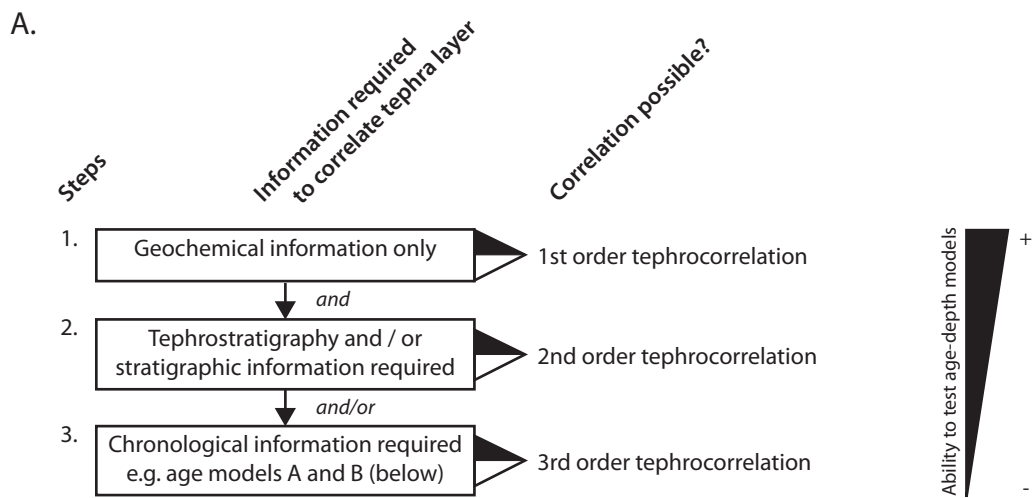 A.
Steps
Information required
to correlate tephra layer
Correlation possible?
1.
Geochemical information only
1st order tephrocorrelation
and
2.
Tephrostratigraphy and / or
stratigraphic information required
2nd order tephrocorrelation
and/or
3.
Chronological information required
e.g. age models A and B (below)
3rd order tephrocorrelation
Ability to test age-depth models
+
-